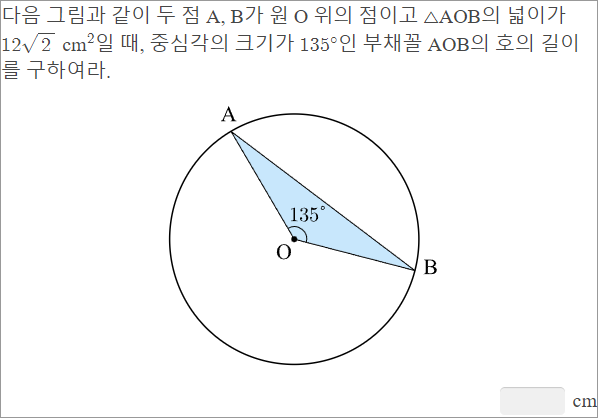 다음 그림과 같이 두 점 A, B가 원 O 위의 점이고 △AOB의 넓이가
12√2 cm²일 때, 중심각의 크기가 135°인 부채꼴 AOB의 호의 길이
를 구하여라.
A
135°
O
B
cm